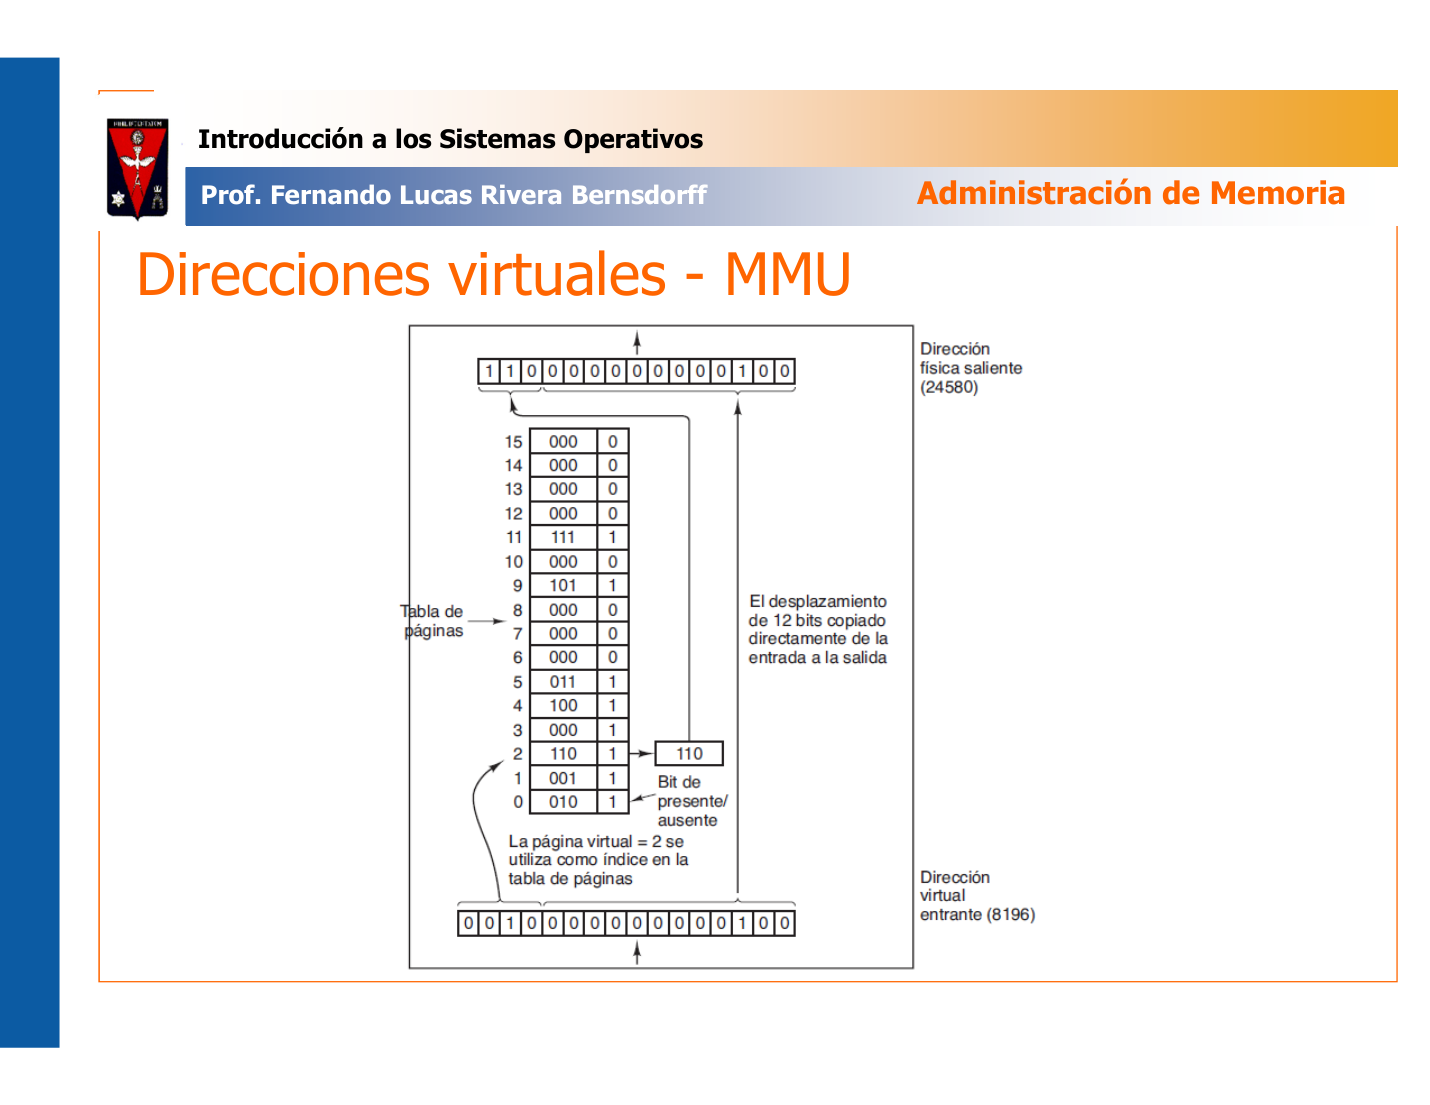 Introducción a los Sistemas Operativos
Prof. Fernando Lucas Rivera Bernsdorff
Administración de Memoria
Direcciones virtuales - MMU
Dirección
física saliente
(24580)
1 1 0 0 0 0 0 0 0 0 0 0 1 0 0
15 000 0
14 000 0
13 000 0
12 000 0
11 111 1
10 000 0
9 101 1
8 000 0
7 000 0
6 000 0
5 011 1
4 100 1
3 000 1
2 110 1
1 001 1
0 010 1
Tabla de
páginas
110
Bit de
presente/
ausente
El desplazamiento
de 12 bits copiado
directamente de la
entrada a la salida
La página virtual = 2 se
utiliza como índice en la
tabla de páginas
0 0 1 0 0 0 0 0 0 0 0 0 0 1 0 0
Dirección
virtual
entrante (8196)